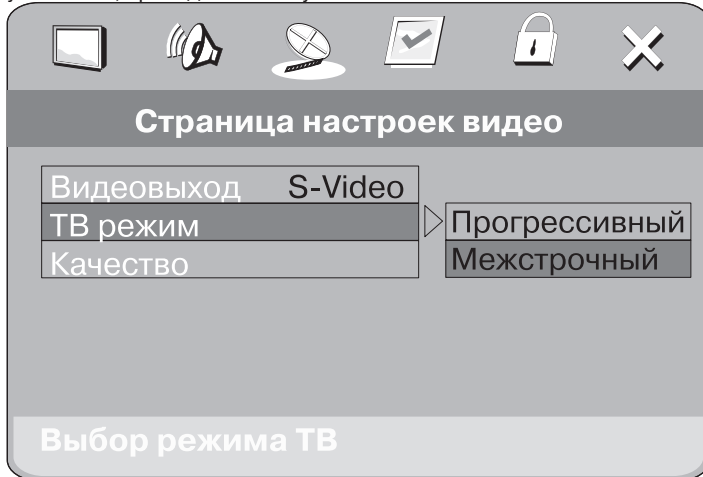 Страница настроек видео
Видеовыход S-Video
ТВ режим
Прогрессивный
Качество
Межстрочный
Выбор режима ТВ